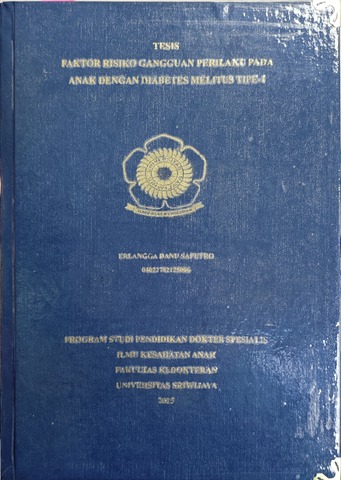 TESIS
FAKTOR RISIKO GANGGUAN PERILAKU PADA
ANAK DENGAN DIABETES MELITUS TIPE-1
ERLANGGA DANU SAPUTRO
PROGRAM STUDI PENDIDIKAN DOKTER SPESIALIS
ILMU KESEHATAN ANAK
FAKULTAS KEDOKTERAN
UNIVERSITAS SRIWIJAYA
2025